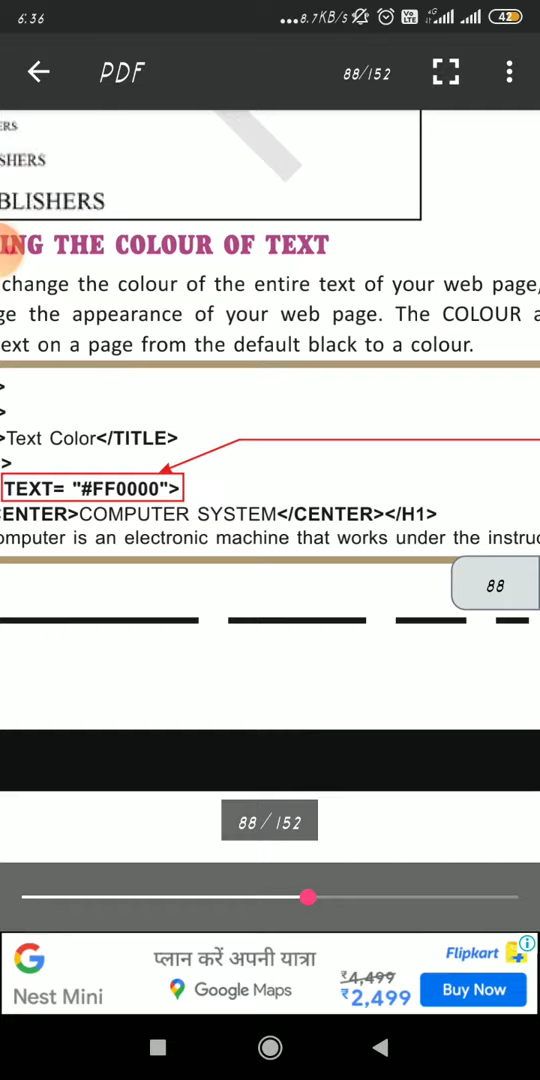 6:36
...8.7KB/s Vo LTE 4G 42
PDF 88/152
ERS
SHERS
BLISHERS
ING THE COLOUR OF TEXT
change the colour of the entire text of your web page,
ge the appearance of your web page. The COLOUR a
ext on a page from the default black to a colour.
>
>
>Text Color</TITLE>
>
TEXT= "#FF0000">
CENTER>COMPUTER SYSTEM</CENTER></H1>
omputer is an electronic machine that works under the instruc
88
88 / 152
प्लान करें अपनी यात्रा
Google Maps
Nest Mini
Flipkart
₹4,499
₹2,499
Buy Now